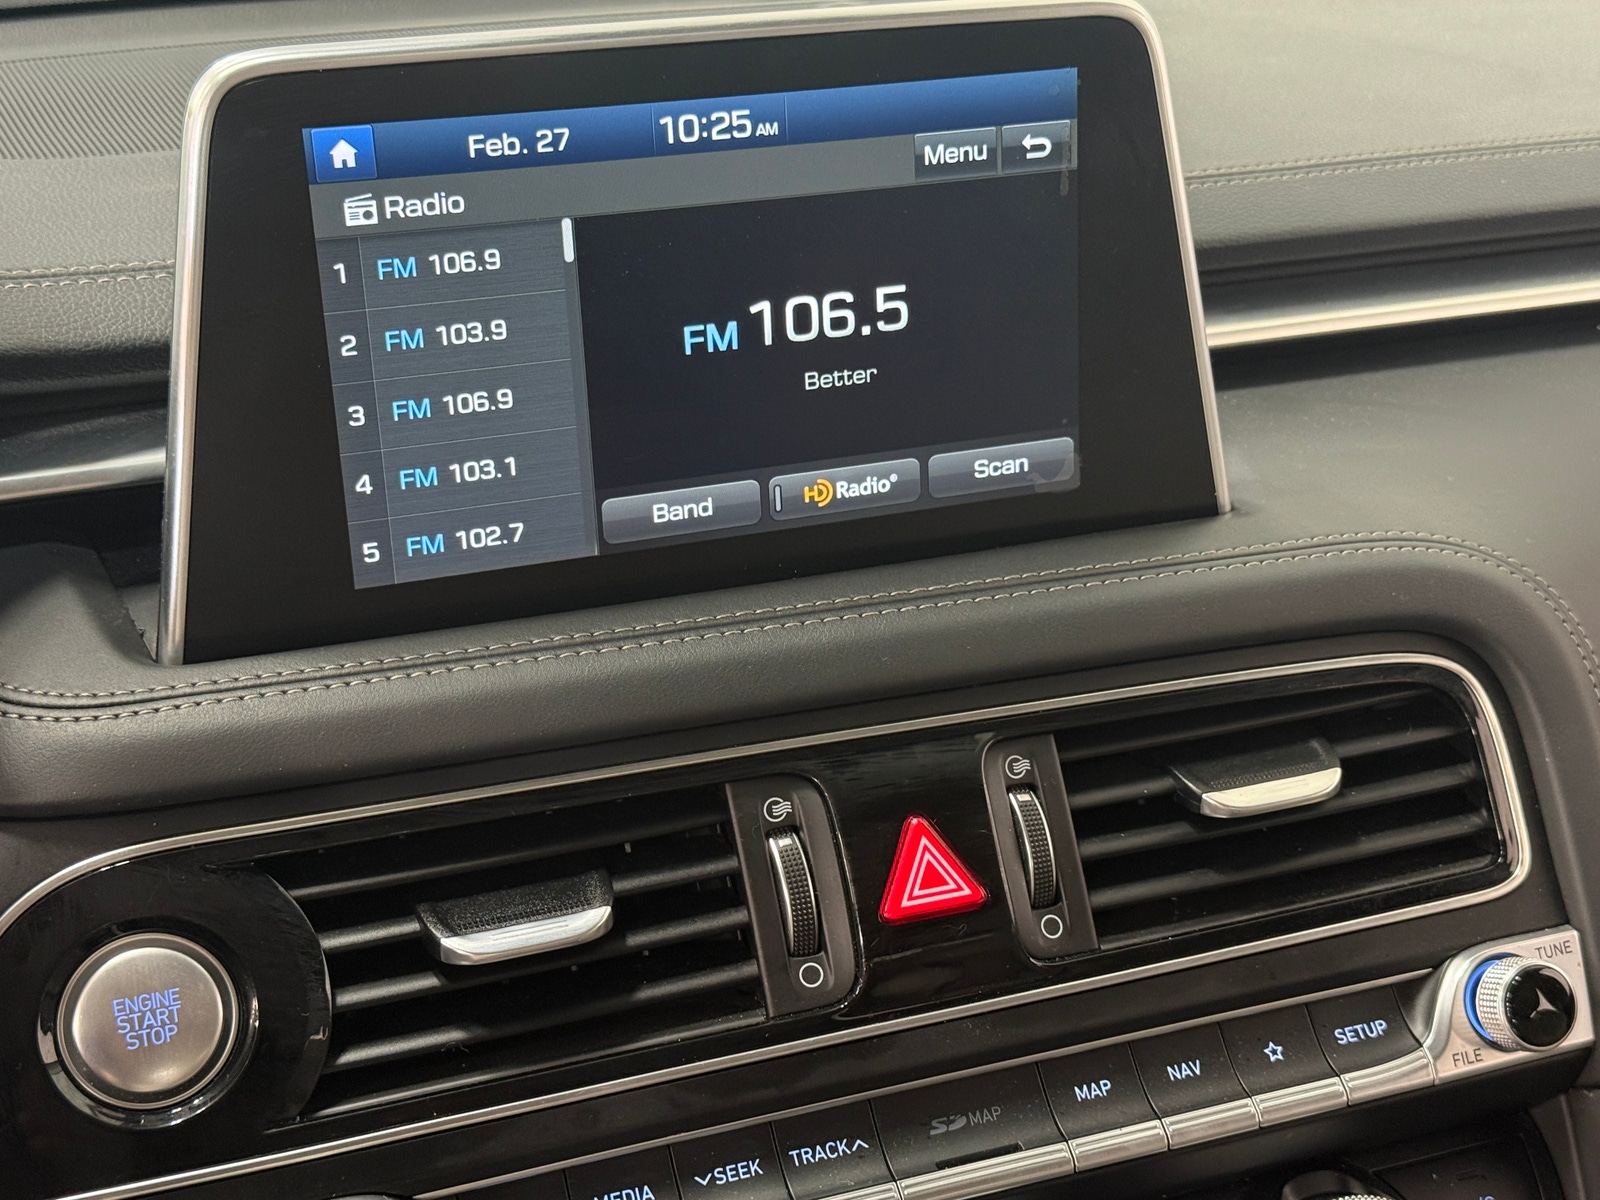 Feb. 27 10:25 AM
Menu
Radio
1 FM 106.9
2 FM 103.9
3 FM 106.9
4 FM 103.1
5 FM 102.7
FM 106.5
Better
Band HD Radio® Scan
ENGINE
START
STOP
TUNE
FILE
MEDIA SEEK TRACK SD MAP MAP NAV SETUP